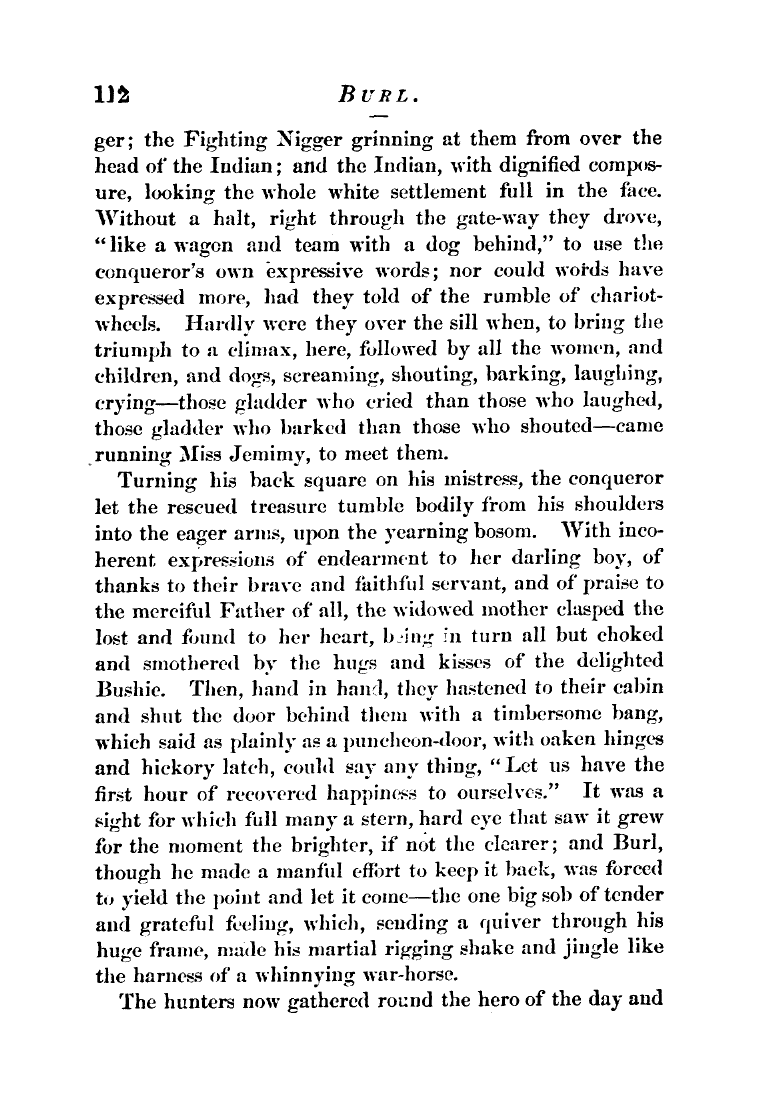 112 BURL.
ger; the Fighting Nigger grinning at them from over the
head of the Indian; and the Indian, with dignified compos-
ure, looking the whole white settlement full in the face.
Without a halt, right through the gate-way they drove,
“like a wagon and team with a dog behind,” to use the
conqueror's own expressive words; nor could words have
expressed more, had they told of the rumble of chariot-
wheels. Hardly were they over the sill when, to bring the
triumph to a climax, here, followed by all the women, and
children, and dogs, screaming, shouting, barking, laughing,
crying—those gladder who cried than those who laughed,
those gladder who barked than those who shouted—came
running Miss Jemimy, to meet them.
Turning his back square on his mistress, the conqueror
let the rescued treasure tumble bodily from his shoulders
into the eager arms, upon the yearning bosom. With inco-
herent expressions of endearment to her darling boy, of
thanks to their brave and faithful servant, and of praise to
the merciful Father of all, the widowed mother clasped the
lost and found to her heart, being in turn all but choked
and smothered by the hugs and kisses of the delighted
Bushie. Then, hand in hand, they hastened to their cabin
and shut the door behind them with a timbersome bang,
which said as plainly as a puncheon-door, with oaken hinges
and hickory latch, could say any thing, “Let us have the
first hour of recovered happiness to ourselves.” It was a
sight for which full many a stern, hard eye that saw it grew
for the moment the brighter, if not the clearer; and Burl,
though he made a manful effort to keep it back, was forced
to yield the point and let it come—the one big sob of tender
and grateful feeling, which, sending a quiver through his
huge frame, made his martial rigging shake and jingle like
the harness of a whinnying war-horse.
The hunters now gathered round the hero of the day and